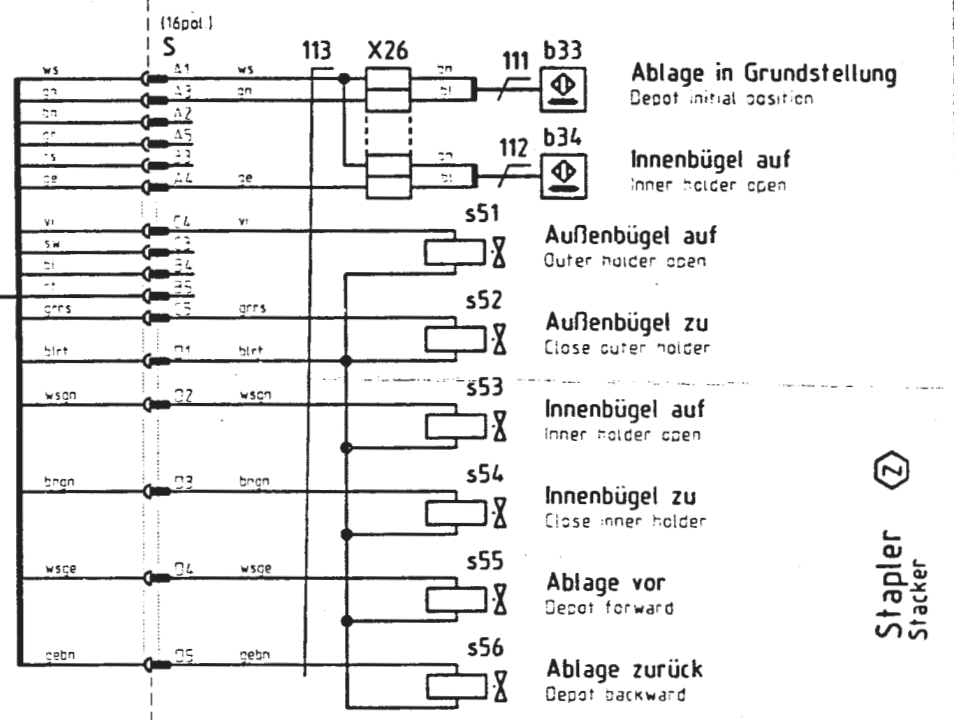 (16pol.)
S
113
X26
111
b33
Ablage in Grundstellung
Depot initial position
ws A1 ws gn
gn A3 gn bl
bn A2
gr A5
rs B3
ge A4 ge gn
bl
112
b34
Innenbügel auf
Inner holder open
vi C4 vi
s51
Außenbügel auf
Outer holder open
sw C3
bl B4
rt B5
grrs C5 grrs
s52
Außenbügel zu
Close outer holder
blrt D1 blrt
wsgn D2 wsgn
s53
Innenbügel auf
Inner holder open
bngn D3 bngn
s54
Innenbügel zu
Close inner holder
wsge D4 wsge
s55
Ablage vor
Depot forward
gebn D5 gebn
s56
Ablage zurück
Depot backward
Z
Stapler
Stacker